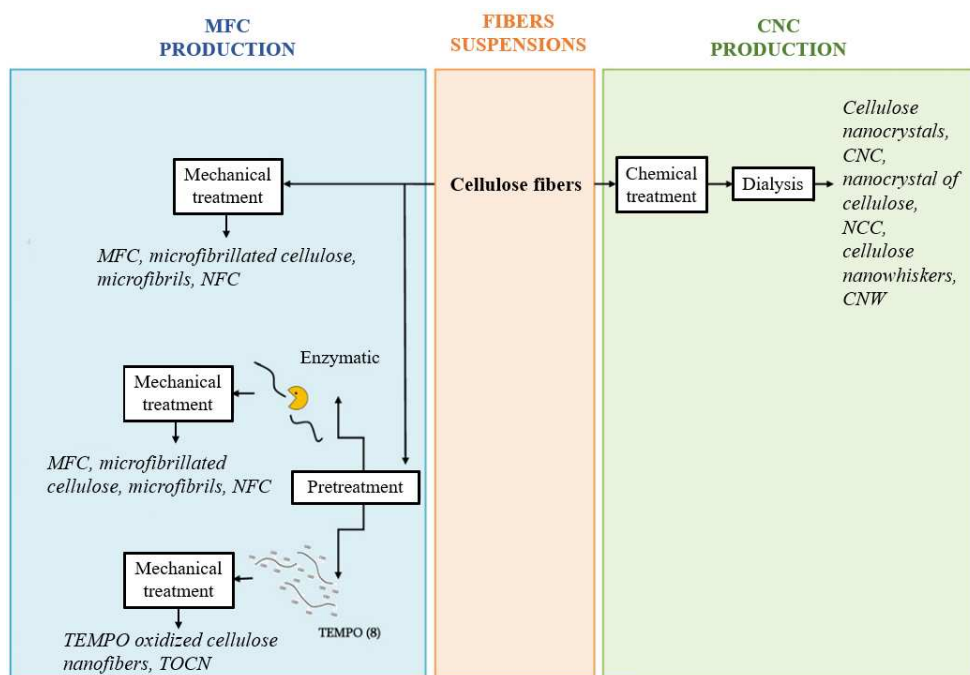 MFC
PRODUCTION
FIBERS
SUSPENSIONS
CNC
PRODUCTION
Mechanical
treatment
MFC, microfibrillated cellulose,
microfibrils, NFC
Cellulose fibers
Chemical
treatment
Dialysis
Cellulose
nanocrystals,
CNC,
nanocrystal of
cellulose,
NCC,
cellulose
nanowhiskers,
CNW
Enzymatic
Mechanical
treatment
MFC, microfibrillated
cellulose, microfibrils, NFC
Pretreatment
Mechanical
treatment
TEMPO (8)
TEMPO oxidized cellulose
nanofibers, TOCN